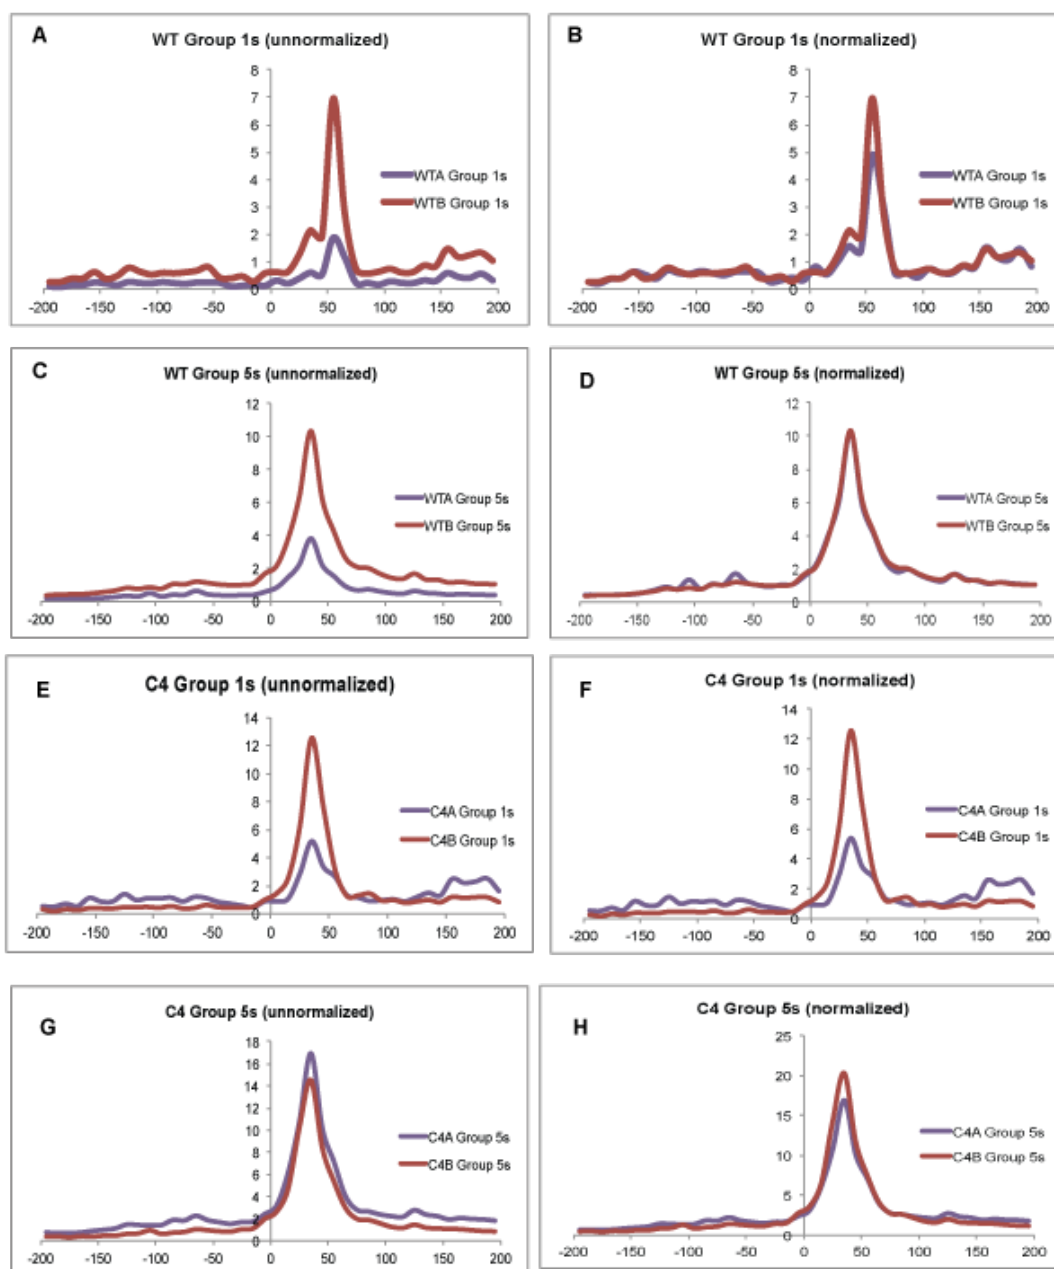 A
WT Group 1s (unnormalized)
8
7
6
5
4
3
2
1
0
-200 -150 -100 -50 0 50 100 150 200
WTA Group 1s
WTB Group 1s
B
WT Group 1s (normalized)
8
7
6
5
4
3
2
1
0
-200 -150 -100 -50 0 50 100 150 200
WTA Group 1s
WTB Group 1s
C
WT Group 5s (unnormalized)
12
10
8
6
4
2
0
-200 -150 -100 -50 0 50 100 150 200
WTA Group 5s
WTB Group 5s
D
WT Group 5s (normalized)
12
10
8
6
4
2
0
-200 -150 -100 -50 0 50 100 150 200
WTA Group 5s
WTB Group 5s
E
C4 Group 1s (unnormalized)
14
12
10
8
6
4
2
0
-200 -150 -100 -50 0 50 100 150 200
C4A Group 1s
C4B Group 1s
F
C4 Group 1s (normalized)
14
12
10
8
6
4
2
0
-200 -150 -100 -50 0 50 100 150 200
C4A Group 1s
C4B Group 1s
G
C4 Group 5s (unnormalized)
18
16
14
12
10
8
6
4
2
0
-200 -150 -100 -50 0 50 100 150 200
C4A Group 5s
C4B Group 5s
H
C4 Group 5s (normalized)
25
20
15
10
5
0
-200 -150 -100 -50 0 50 100 150 200
C4A Group 5s
C4B Group 5s